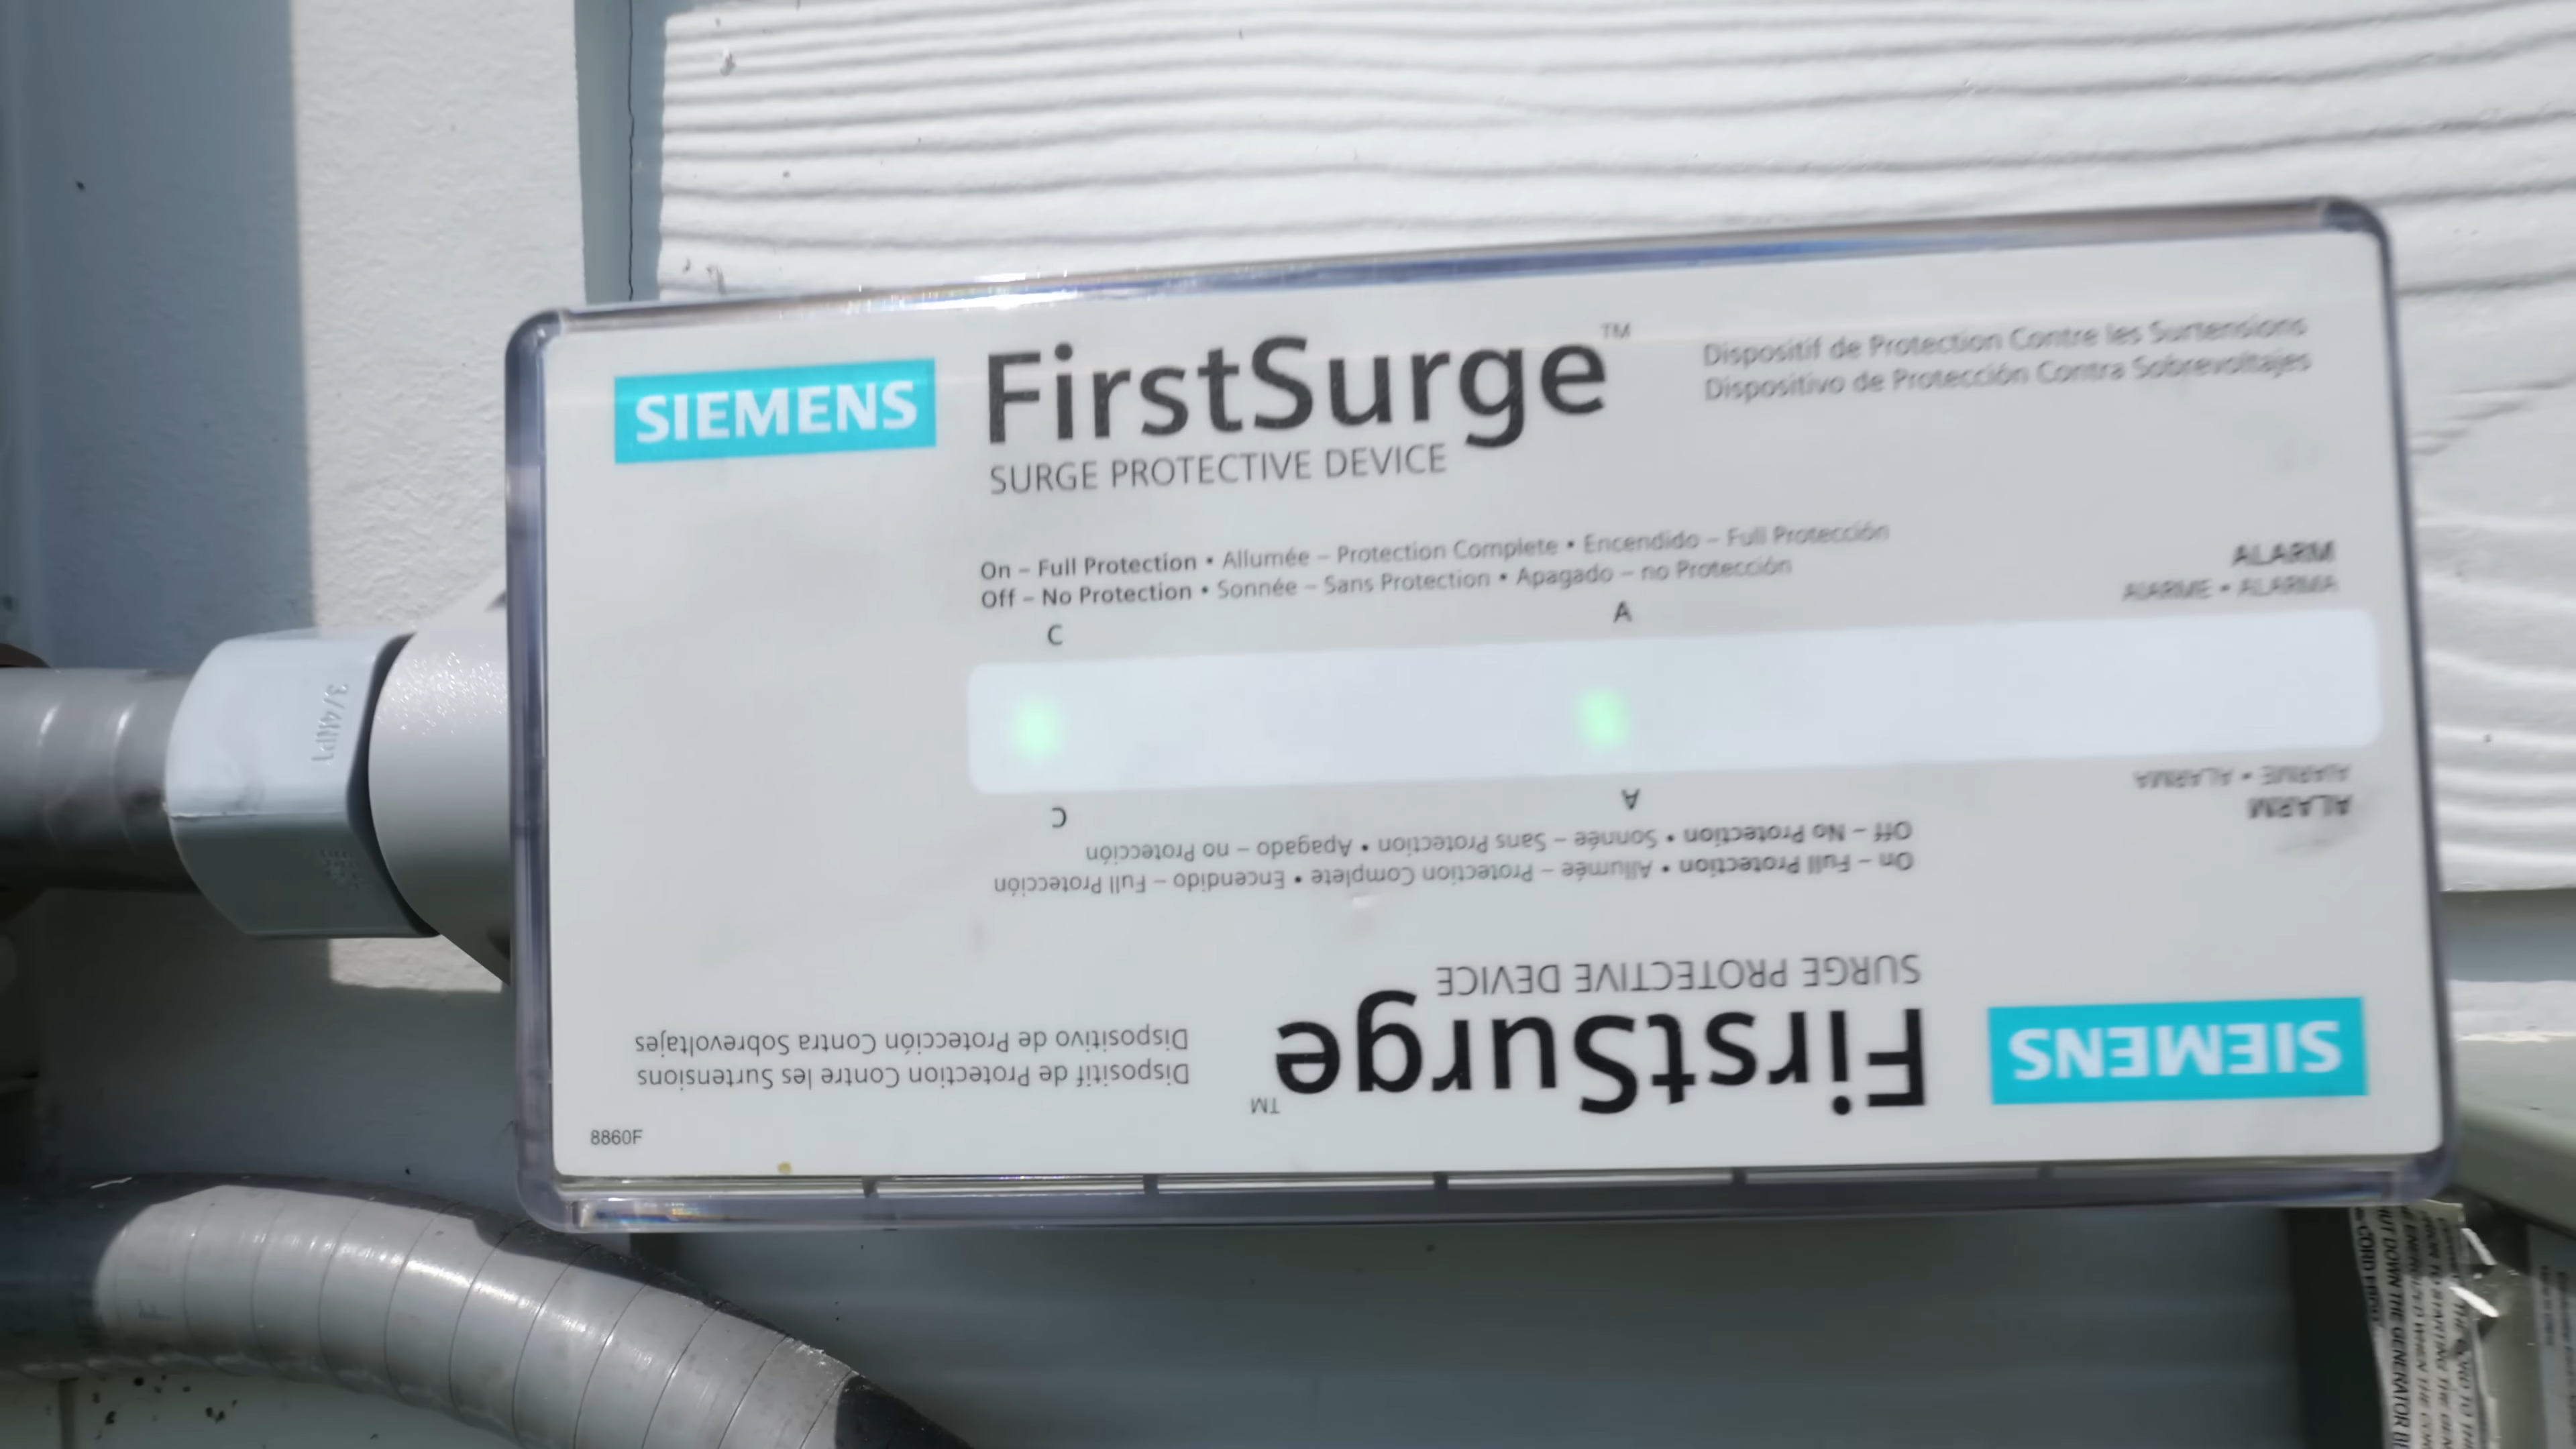 SIEMENS
FirstSurge™
SURGE PROTECTIVE DEVICE
Dispositif de Protection Contre les Surtensions
Dispositivo de Protección Contra Sobrevoltajes
On – Full Protection • Allumée – Protection Complete • Encendido – Full Protección
Off – No Protection • Sonnée – Sans Protection • Apagado – no Protección
ALARM
ALARME • ALARMA
C A
3/4NPT
C A
ALARME • ALARMA
ALARM
Off – No Protection • Sonnée – Sans Protection • Apagado – no Protección
On – Full Protection • Allumée – Protection Complete • Encendido – Full Protección
SIEMENS
FirstSurge™
SURGE PROTECTIVE DEVICE
Dispositif de Protection Contre les Surtensions
Dispositivo de Protección Contra Sobrevoltajes
8860F